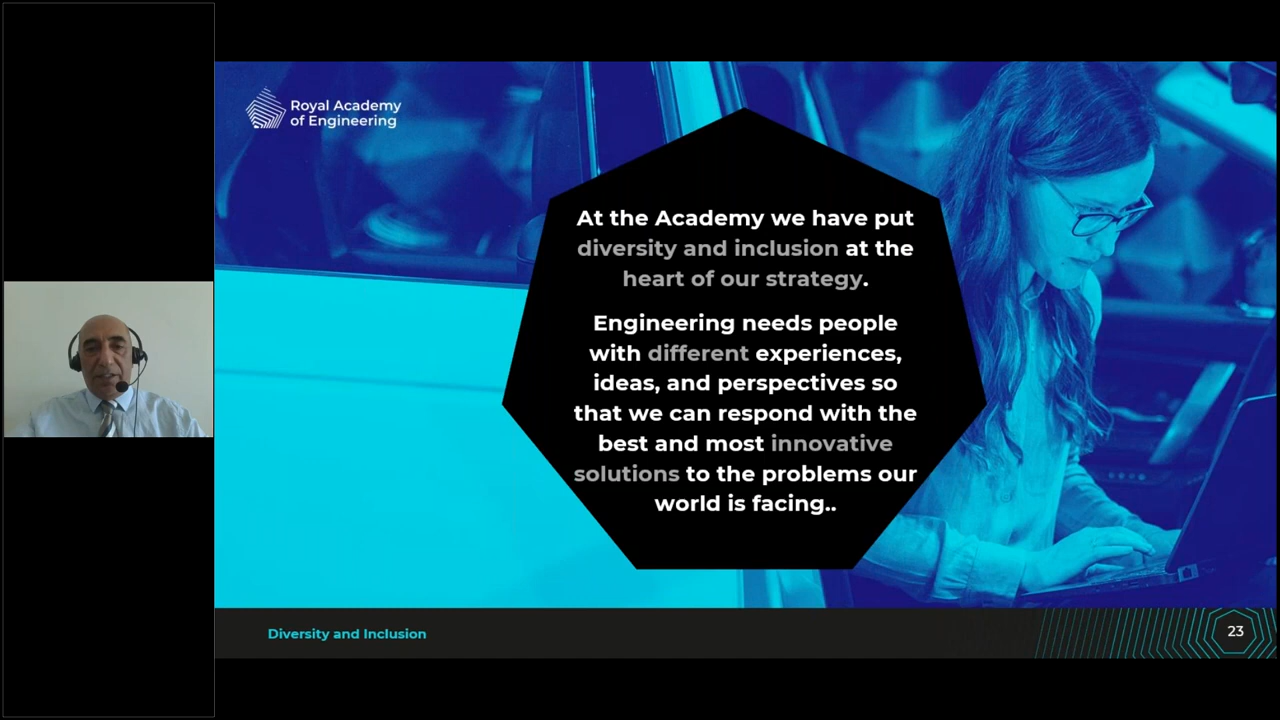 Royal Academy
of Engineering
At the Academy we have put
diversity and inclusion at the
heart of our strategy.
Engineering needs people
with different experiences,
ideas, and perspectives so
that we can respond with the
best and most innovative
solutions to the problems our
world is facing..
Diversity and Inclusion
23